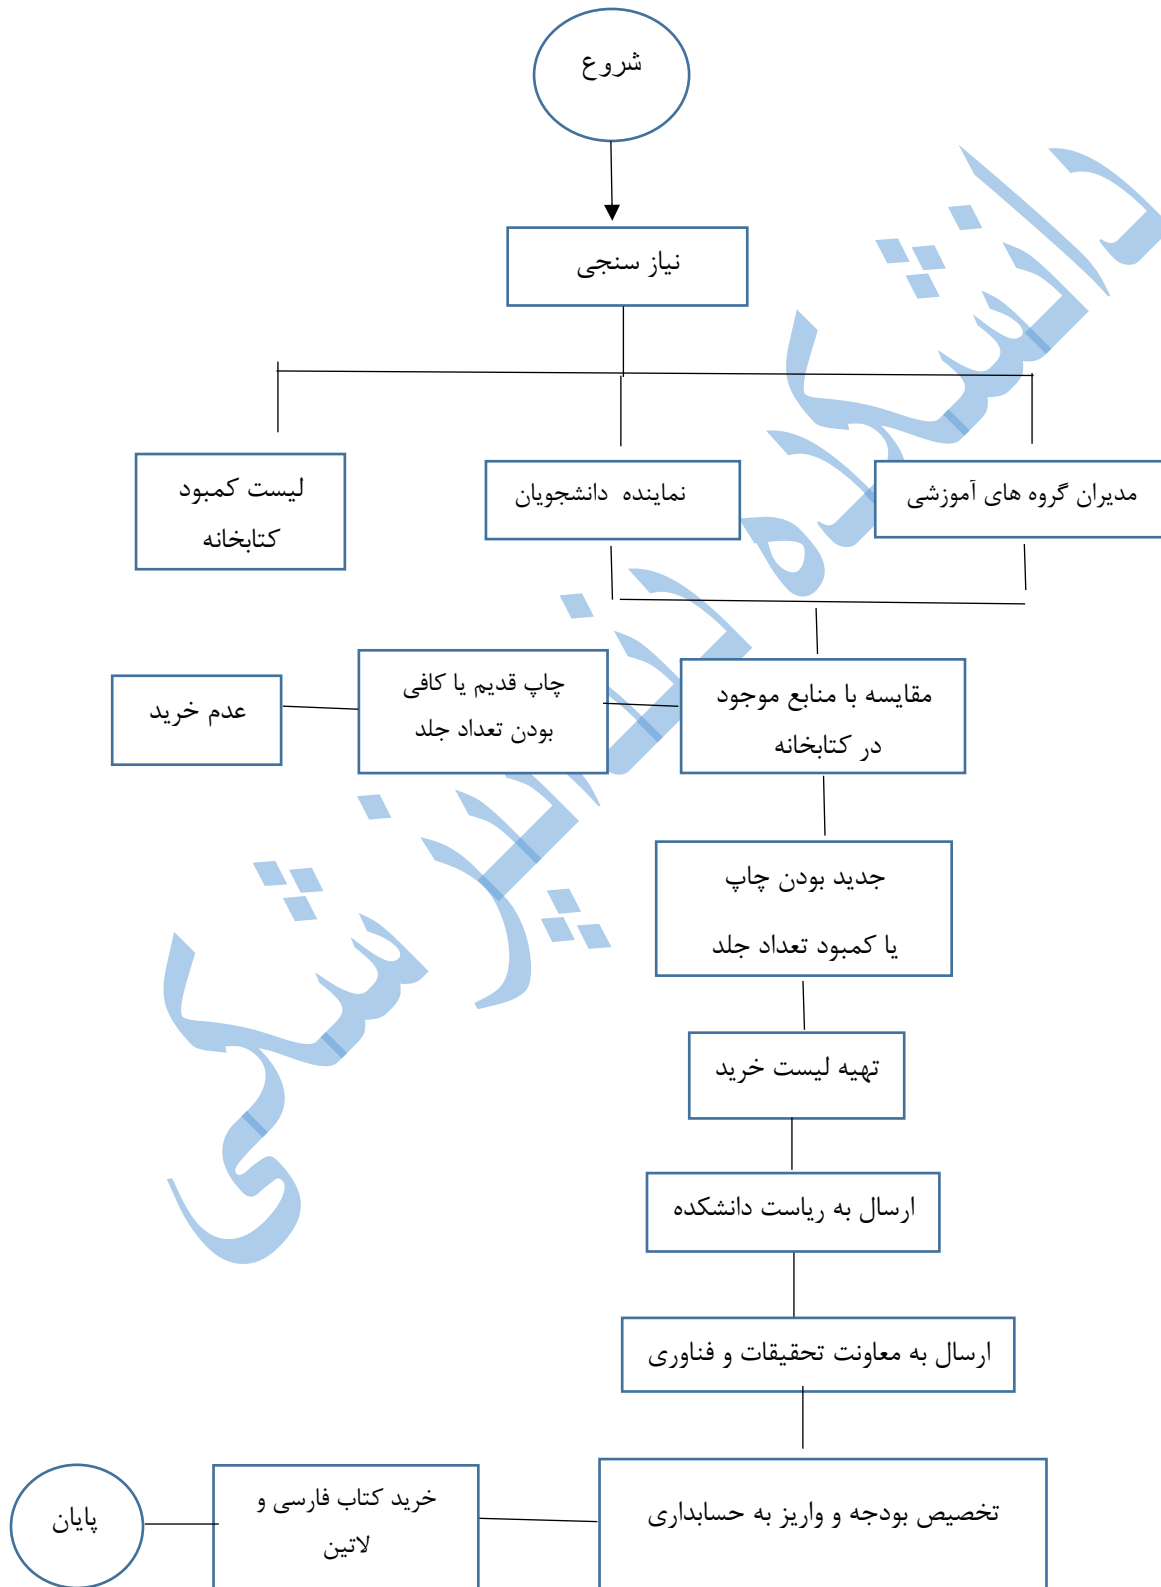 شروع
نیاز سنجی
مدیران گروه های آموزشی
نماینده دانشجویان
لیست کمبود
کتابخانه
مقایسه با منابع موجود
در کتابخانه
چاپ قدیم یا کافی
بودن تعداد جلد
عدم خرید
جدید بودن چاپ
یا کمبود تعداد جلد
تهیه لیست خرید
ارسال به ریاست دانشکده
ارسال به معاونت تحقیقات و فناوری
تخصیص بودجه و واریز به حسابداری
خرید کتاب فارسی و
لاتین
پایان
دانشکده دندانپزشکی